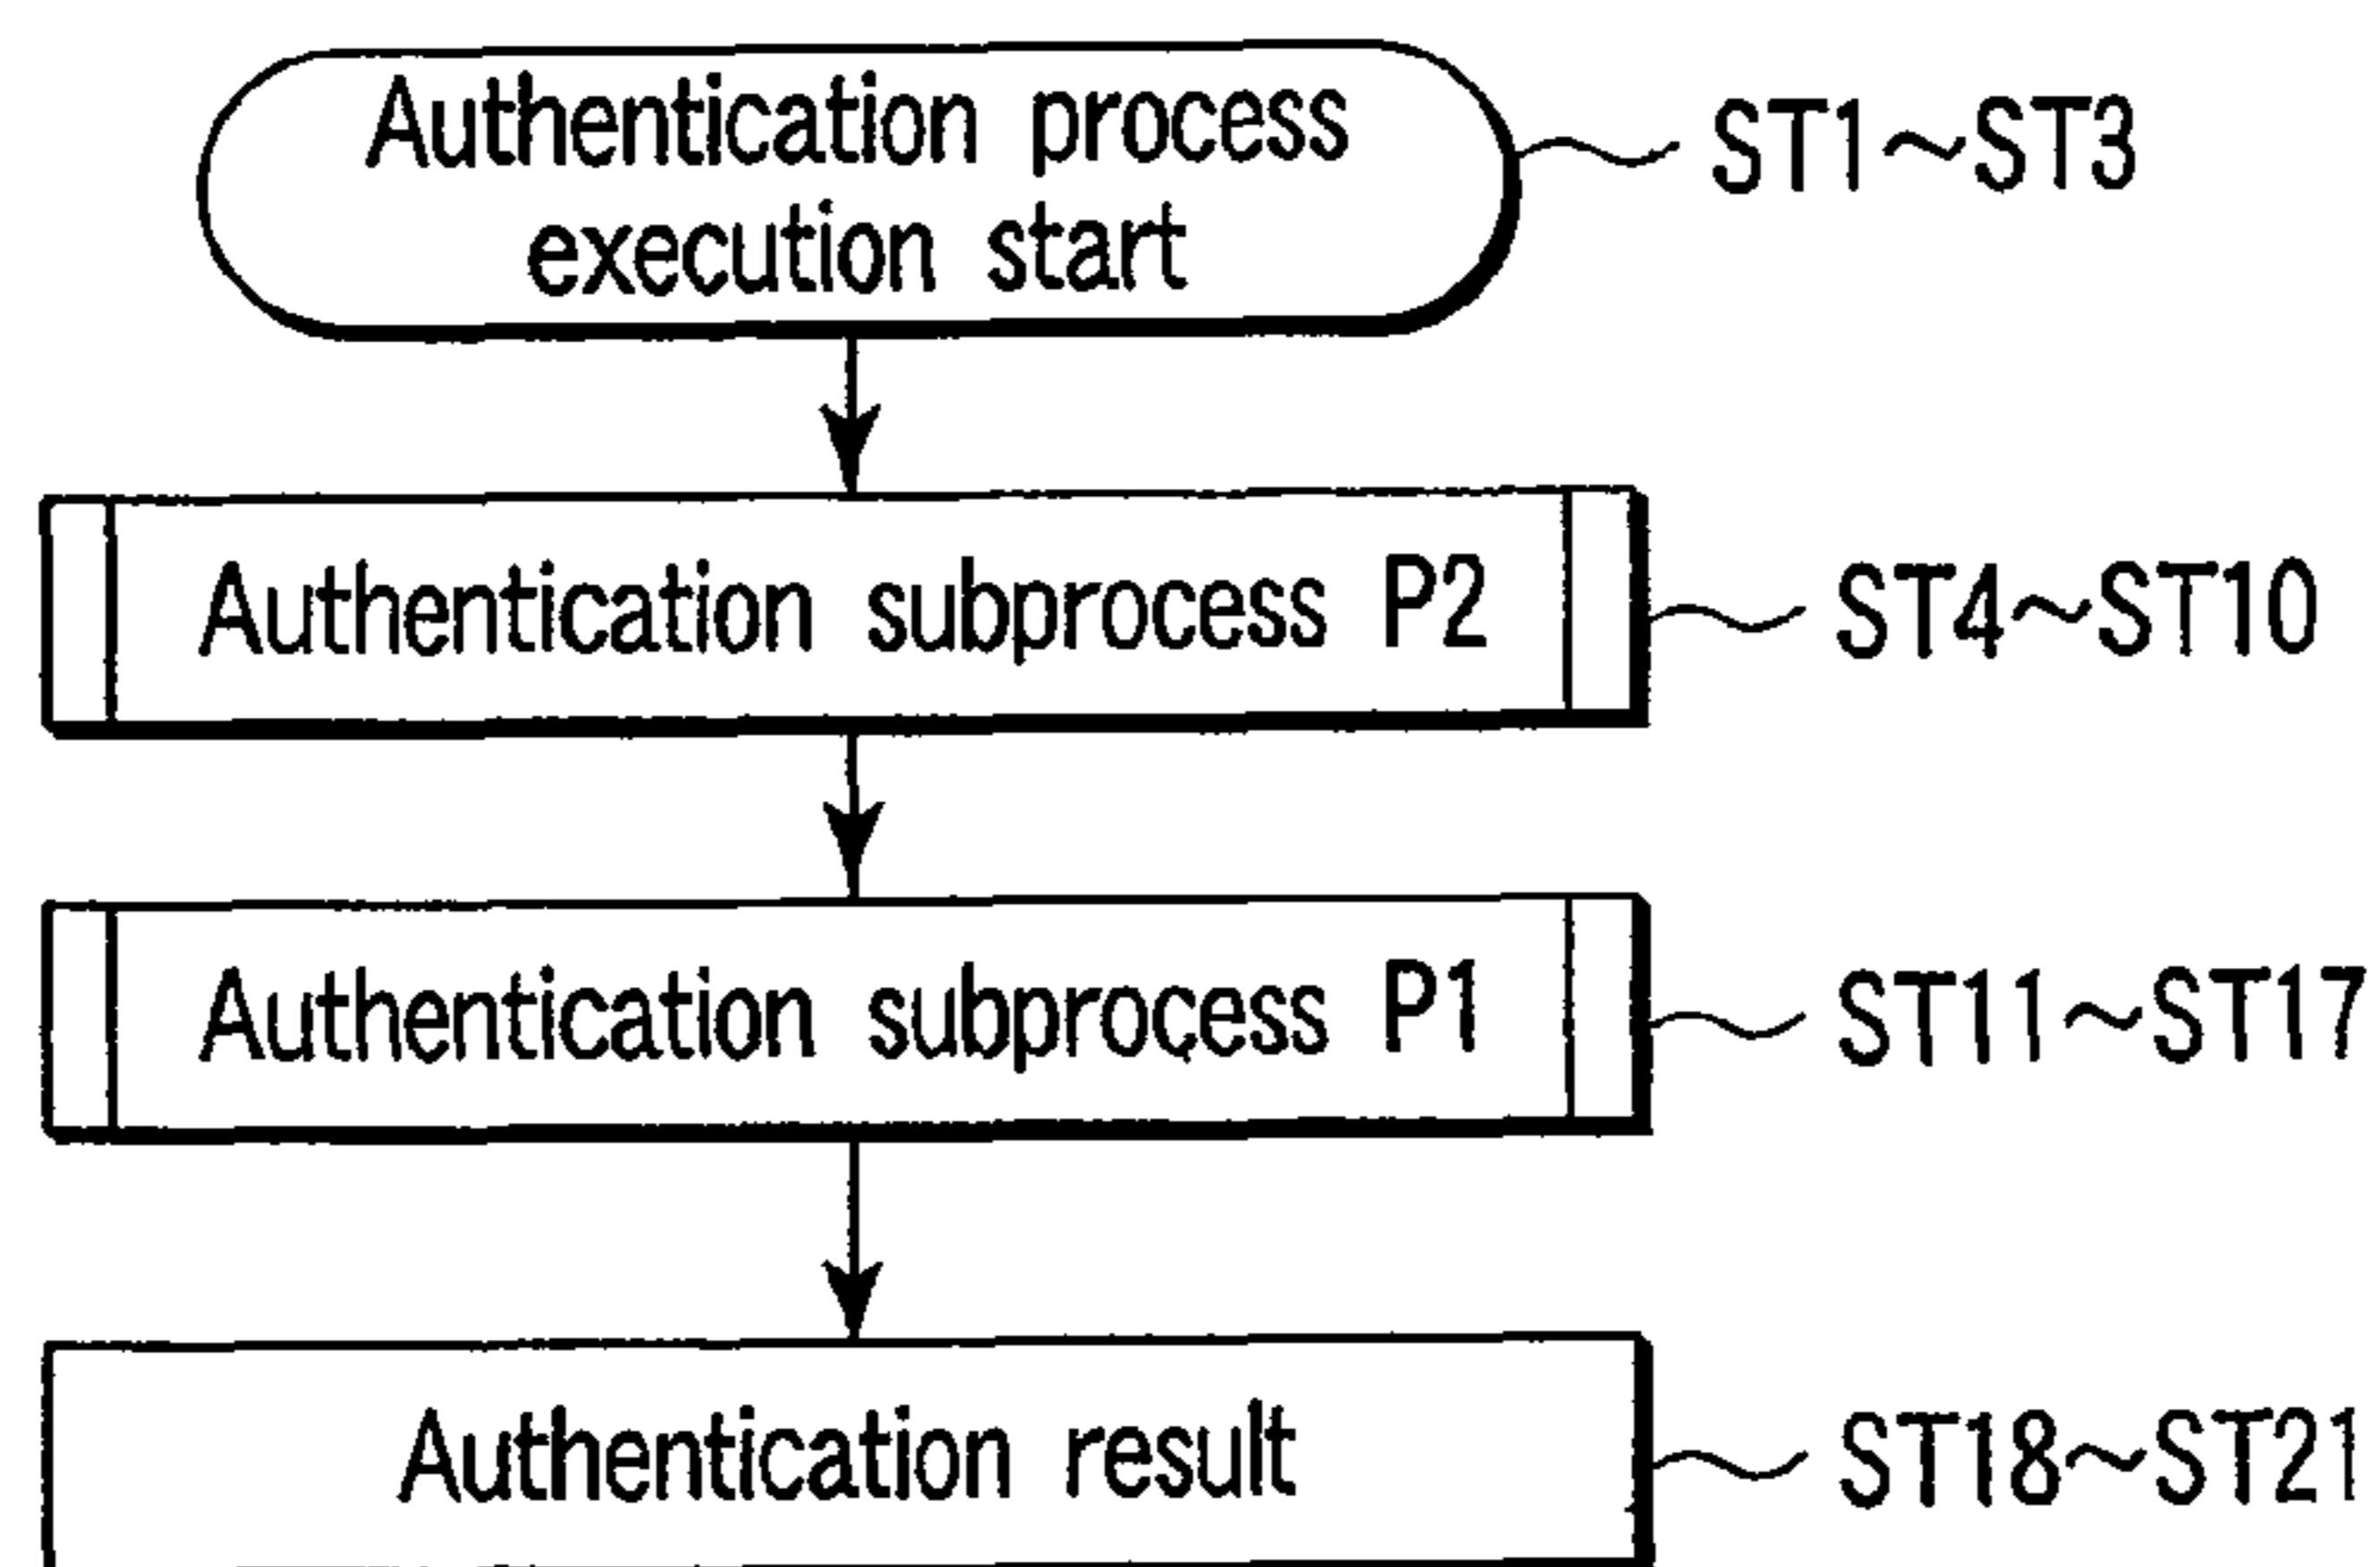 Authentication process
execution start
ST1~ST3
Authentication subprocess P2
ST4~ST10
Authentication subprocess P1
ST11~ST17
Authentication result
ST18~ST21